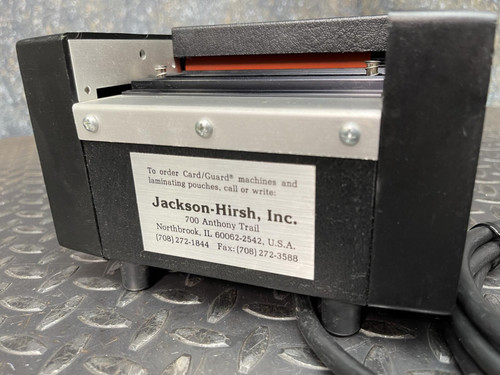 To order Card/Guard® machines and
laminating pouches, call or write:
Jackson-Hirsh, Inc.
700 Anthony Trail
Northbrook, IL 60062-2542, U.S.A.
(708)272-1844 Fax:(708)272-3588